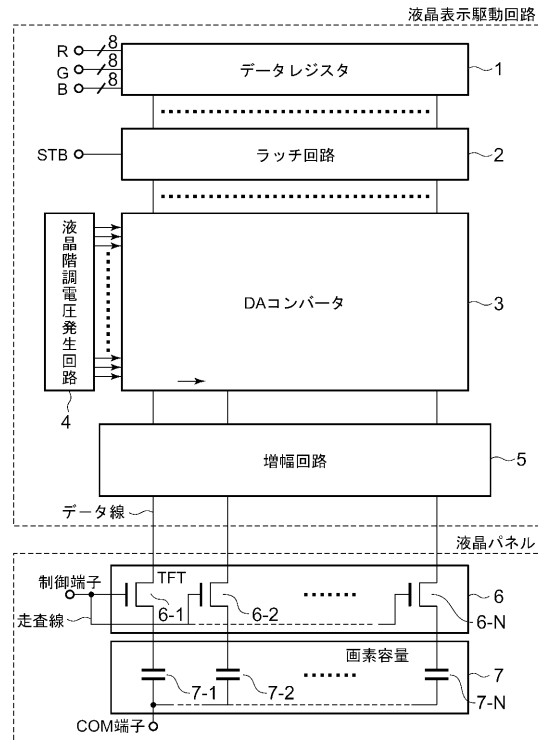 液晶表示駆動回路
R 8
G 8
B 8
データレジスタ
1
STB
ラッチ回路
2
液晶階調電圧発生回路
4
DAコンバータ
3
増幅回路
5
データ線
液晶パネル
制御端子
TFT
走査線
6-1
6-2
6-N
6
画素容量
7-1
7-2
7-N
7
COM端子